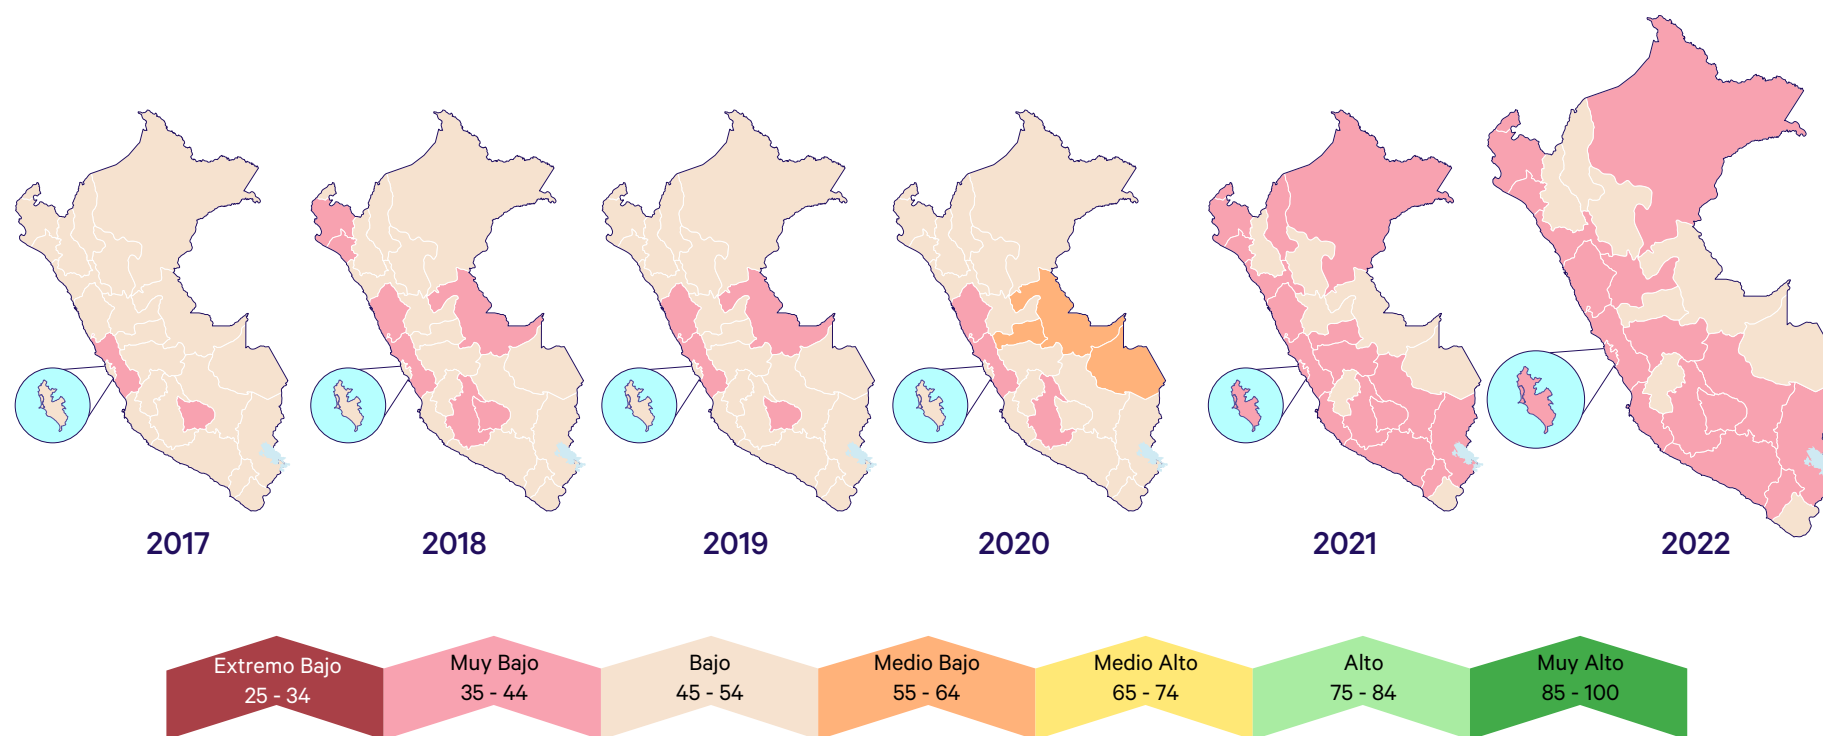 2017
2018
2019
2020
2021
2022
Extremo Bajo
25 - 34
Muy Bajo
35 - 44
Bajo
45 - 54
Medio Bajo
55 - 64
Medio Alto
65 - 74
Alto
75 - 84
Muy Alto
85 - 100